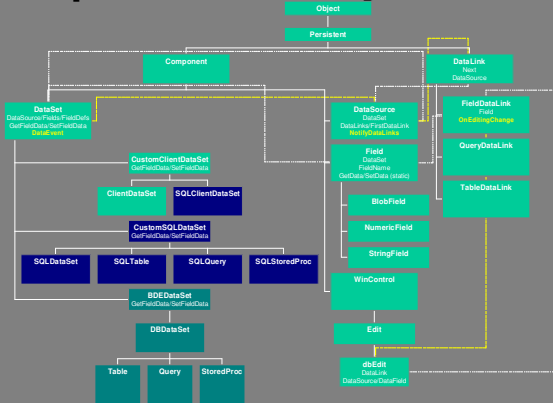 Object
Persistent
Component
DataLink
Next
DataSource
DataSet
DataSource/Fields/FieldDefs
GetFieldData/SetFieldData
DataEvent
DataSource
DataSet
DataLinks/FirstDataLink
NotifyDataLinks
FieldDataLink
Field
OnEditingChange
QueryDataLink
TableDataLink
Field
DataSet
FieldName
GetData/SetData (static)
BlobField
NumericField
StringField
CustomClientDataSet
GetFieldData/SetFieldData
ClientDataSet
SQLClientDataSet
CustomSQLDataSet
GetFieldData/SetFieldData
SQLDataSet
SQLTable
SQLQuery
SQLStoredProc
BDEDataSet
GetFieldData/SetFieldData
DBDataSet
Table
Query
StoredProc
WinControl
Edit
dbEdit
DataLink
DataSource/DataField